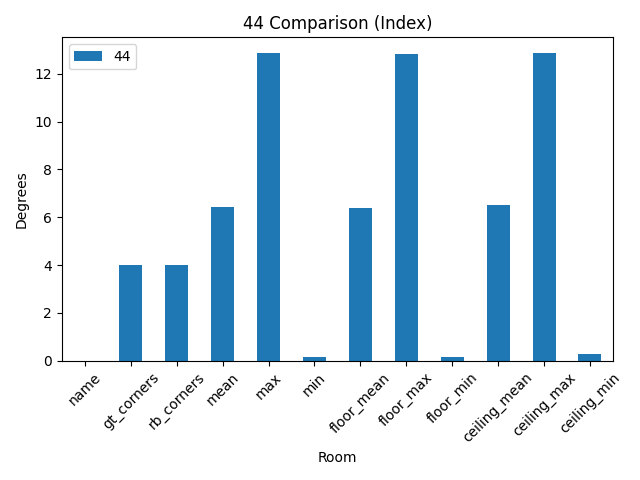 44 Comparison (Index)
44
Degrees
12
10
8
6
4
2
0
name
gt_corners
rb_corners
mean
max
min
floor_mean
floor_max
floor_min
ceiling_mean
ceiling_max
ceiling_min
Room